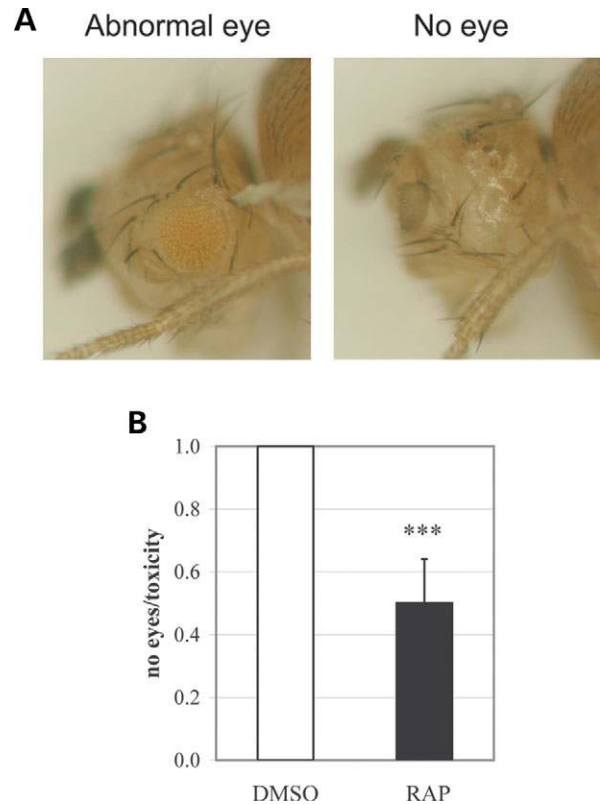 A
Abnormal eye
No eye
B
no eyes/toxicity
1.0
0.8
0.6
0.4
0.2
0.0
***
DMSO
RAP